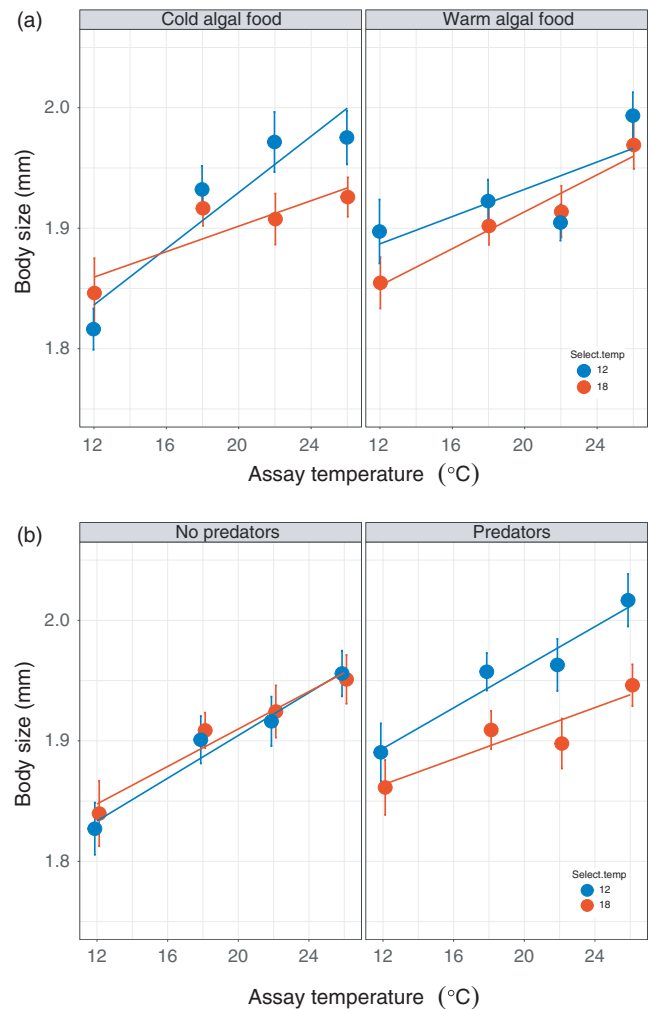 (a)
Cold algal food
Warm algal food
Body size (mm)
2.0
1.9
1.8
Select.temp
12
18
12 16 20 24 12 16 20 24
Assay temperature (°C)
(b)
No predators
Predators
Body size (mm)
2.0
1.9
1.8
Select.temp
12
18
12 16 20 24 12 16 20 24
Assay temperature (°C)